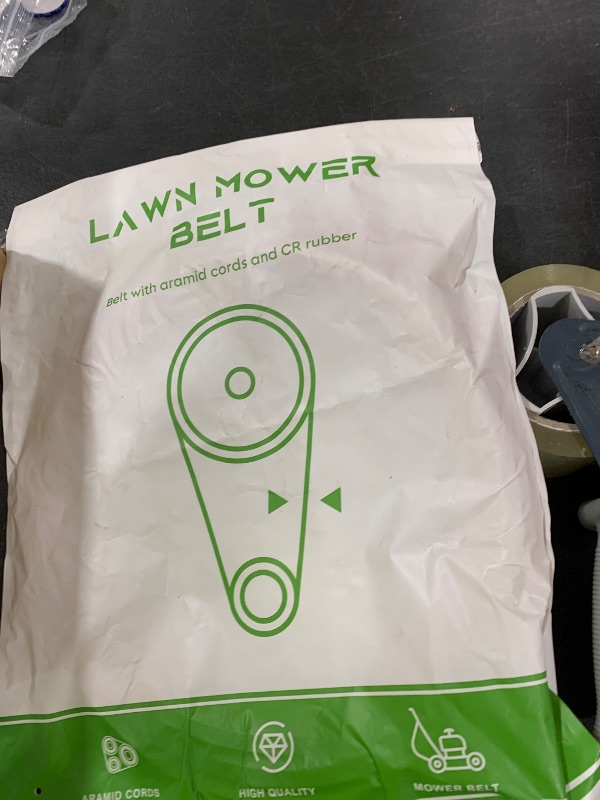 LAWN MOWER
BELT
Belt with aramid cords and CR rubber
ARAMID CORDS
HIGH QUALITY
MOWER BELT